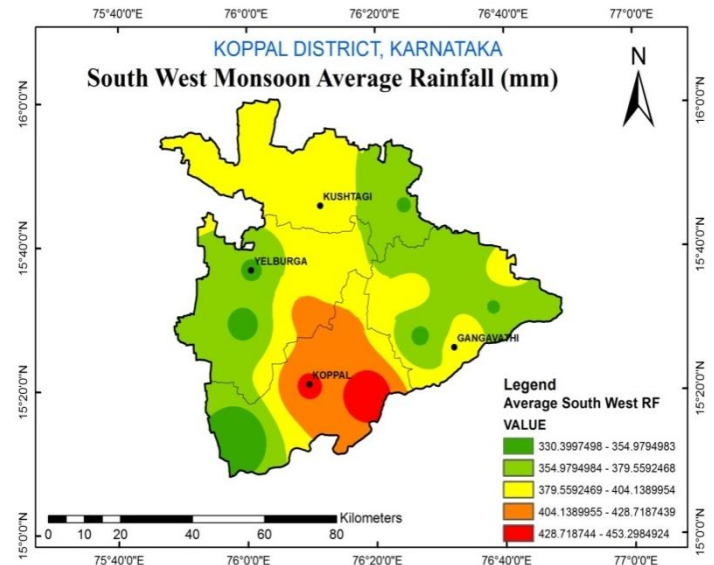 75°40'0"E 76°0'0"E 76°20'0"E 76°40'0"E 77°0'0"E
KOPPAL DISTRICT, KARNATAKA
South West Monsoon Average Rainfall (mm)
N
16°0'0"N 16°0'0"N
KUSHTAGI
15°40'0"N 15°40'0"N
YELBURGA
GANGAVATHI
KOPPAL
15°20'0"N 15°20'0"N
Legend
Average South West RF
VALUE
330.3997498 - 354.9794983
354.9794984 - 379.5592468
379.5592469 - 404.1389954
404.1389955 - 428.7187439
428.718744 - 453.2984924
Kilometers
0 10 20 40 60 80
15°0'0"N 15°0'0"N
75°40'0"E 76°0'0"E 76°20'0"E 76°40'0"E 77°0'0"E